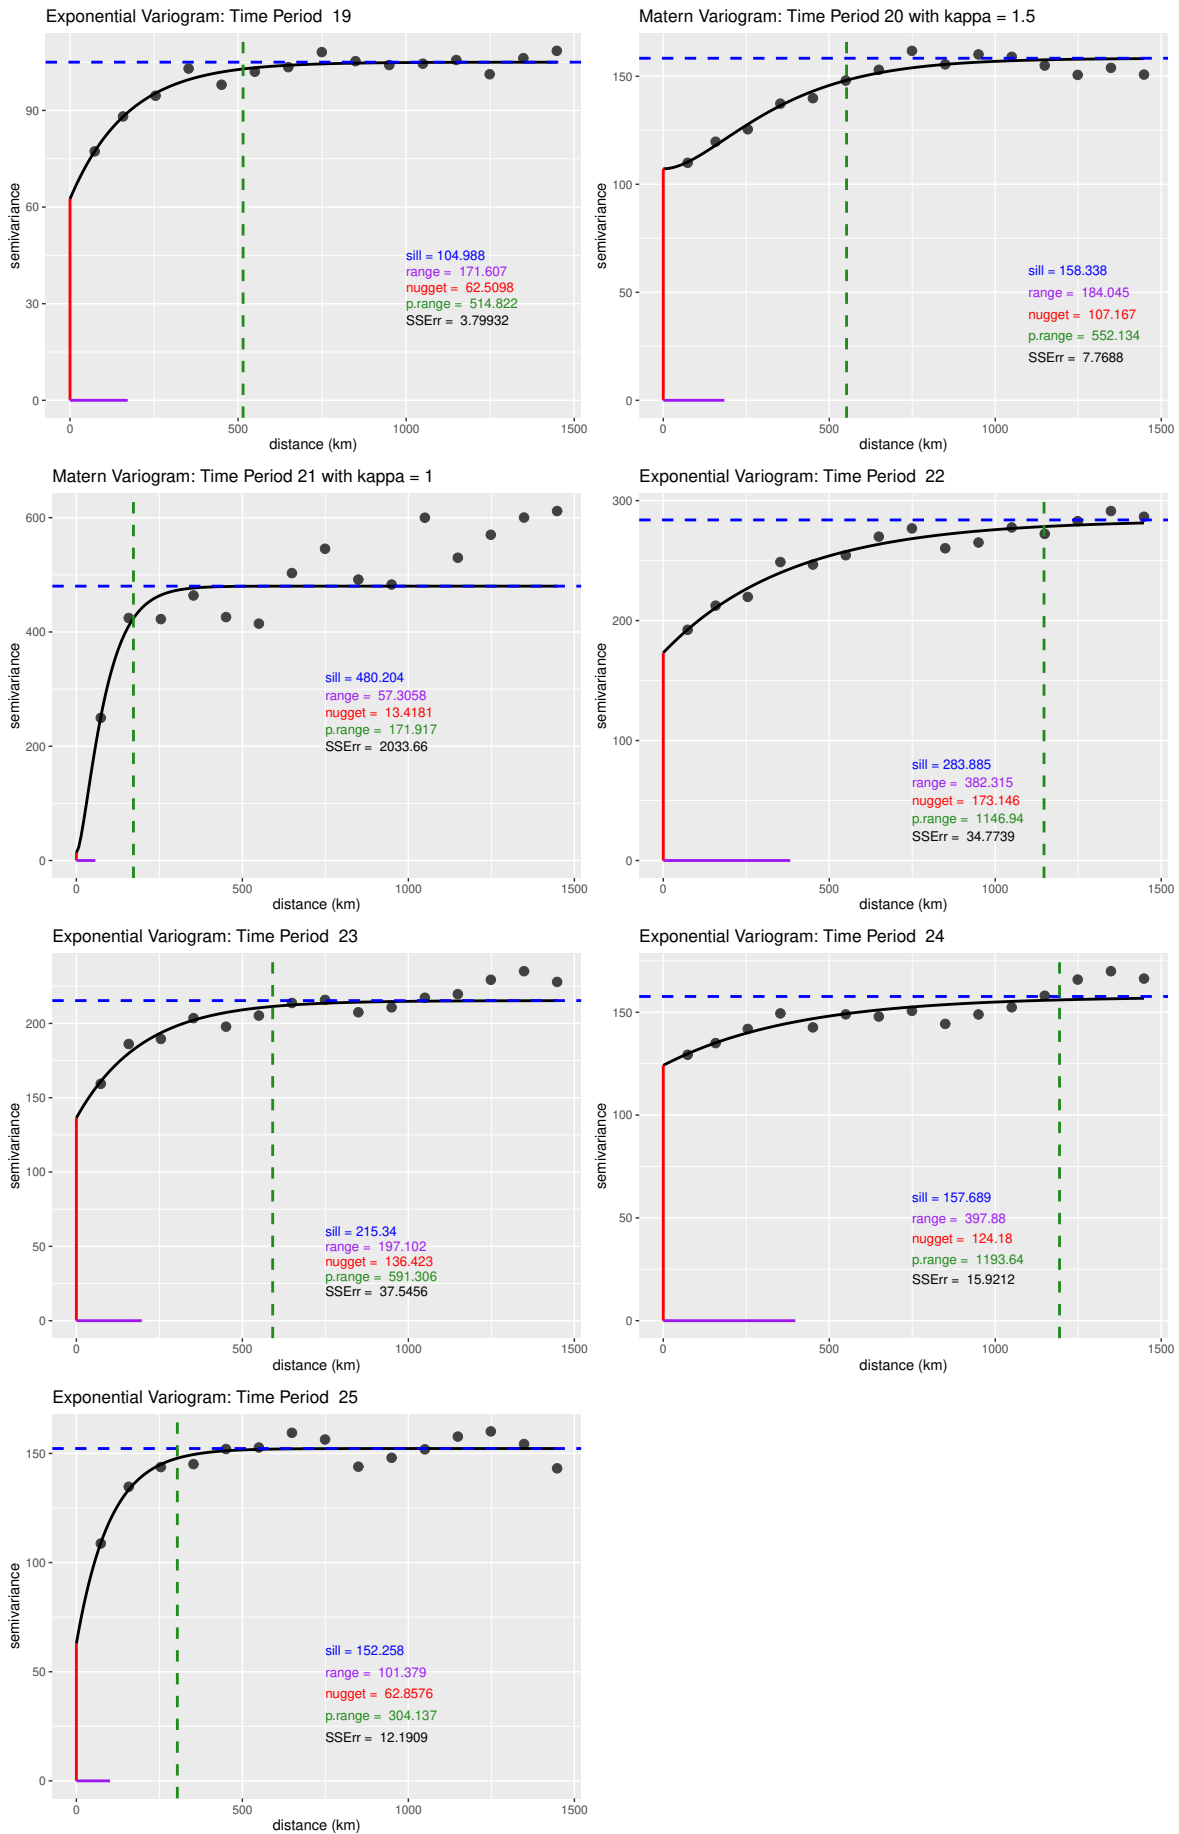 Exponential Variogram: Time Period  19
semivariance
90
60
30
0
sill = 104.988
range =  171.607
nugget =  62.5098
p.range =  514.822
SSErr =  3.79932
0
500
1000
1500
distance (km)
Matern Variogram: Time Period 20 with kappa = 1.5
semivariance
150
100
50
0
sill = 158.338
range =  184.045
nugget =  107.167
p.range =  552.134
SSErr =  7.7688
0
500
1000
1500
distance (km)
Matern Variogram: Time Period 21 with kappa = 1
semivariance
600
400
200
0
sill = 480.204
range =  57.3058
nugget =  13.4181
p.range =  171.917
SSErr =  2033.66
0
500
1000
1500
distance (km)
Exponential Variogram: Time Period  22
semivariance
300
200
100
0
sill = 283.885
range =  382.315
nugget =  173.146
p.range =  1146.94
SSErr =  34.7739
0
500
1000
1500
distance (km)
Exponential Variogram: Time Period  23
semivariance
200
150
100
50
0
sill = 215.34
range =  197.102
nugget =  136.423
p.range =  591.306
SSErr =  37.5456
0
500
1000
1500
distance (km)
Exponential Variogram: Time Period  24
semivariance
150
100
50
0
sill = 157.689
range =  397.88
nugget =  124.18
p.range =  1193.64
SSErr =  15.9212
0
500
1000
1500
distance (km)
Exponential Variogram: Time Period  25
semivariance
150
100
50
0
sill = 152.258
range =  101.379
nugget =  62.8576
p.range =  304.137
SSErr =  12.1909
0
500
1000
1500
distance (km)